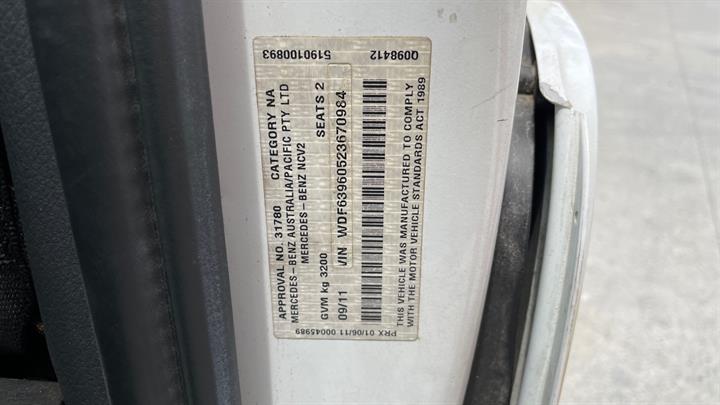 5190100893 Q098412
APPROVAL NO. 31780 CATEGORY NA
MERCEDES-BENZ AUSTRALIA/PACIFIC PTY LTD
MERCEDES-BENZ NCV2
GVM kg 3200 SEATS 2
09/11 VIN WDF63960523670984
THIS VEHICLE WAS MANUFACTURED TO COMPLY
WITH THE MOTOR VEHICLE STANDARDS ACT 1989
PRX 01/06/11 00045989